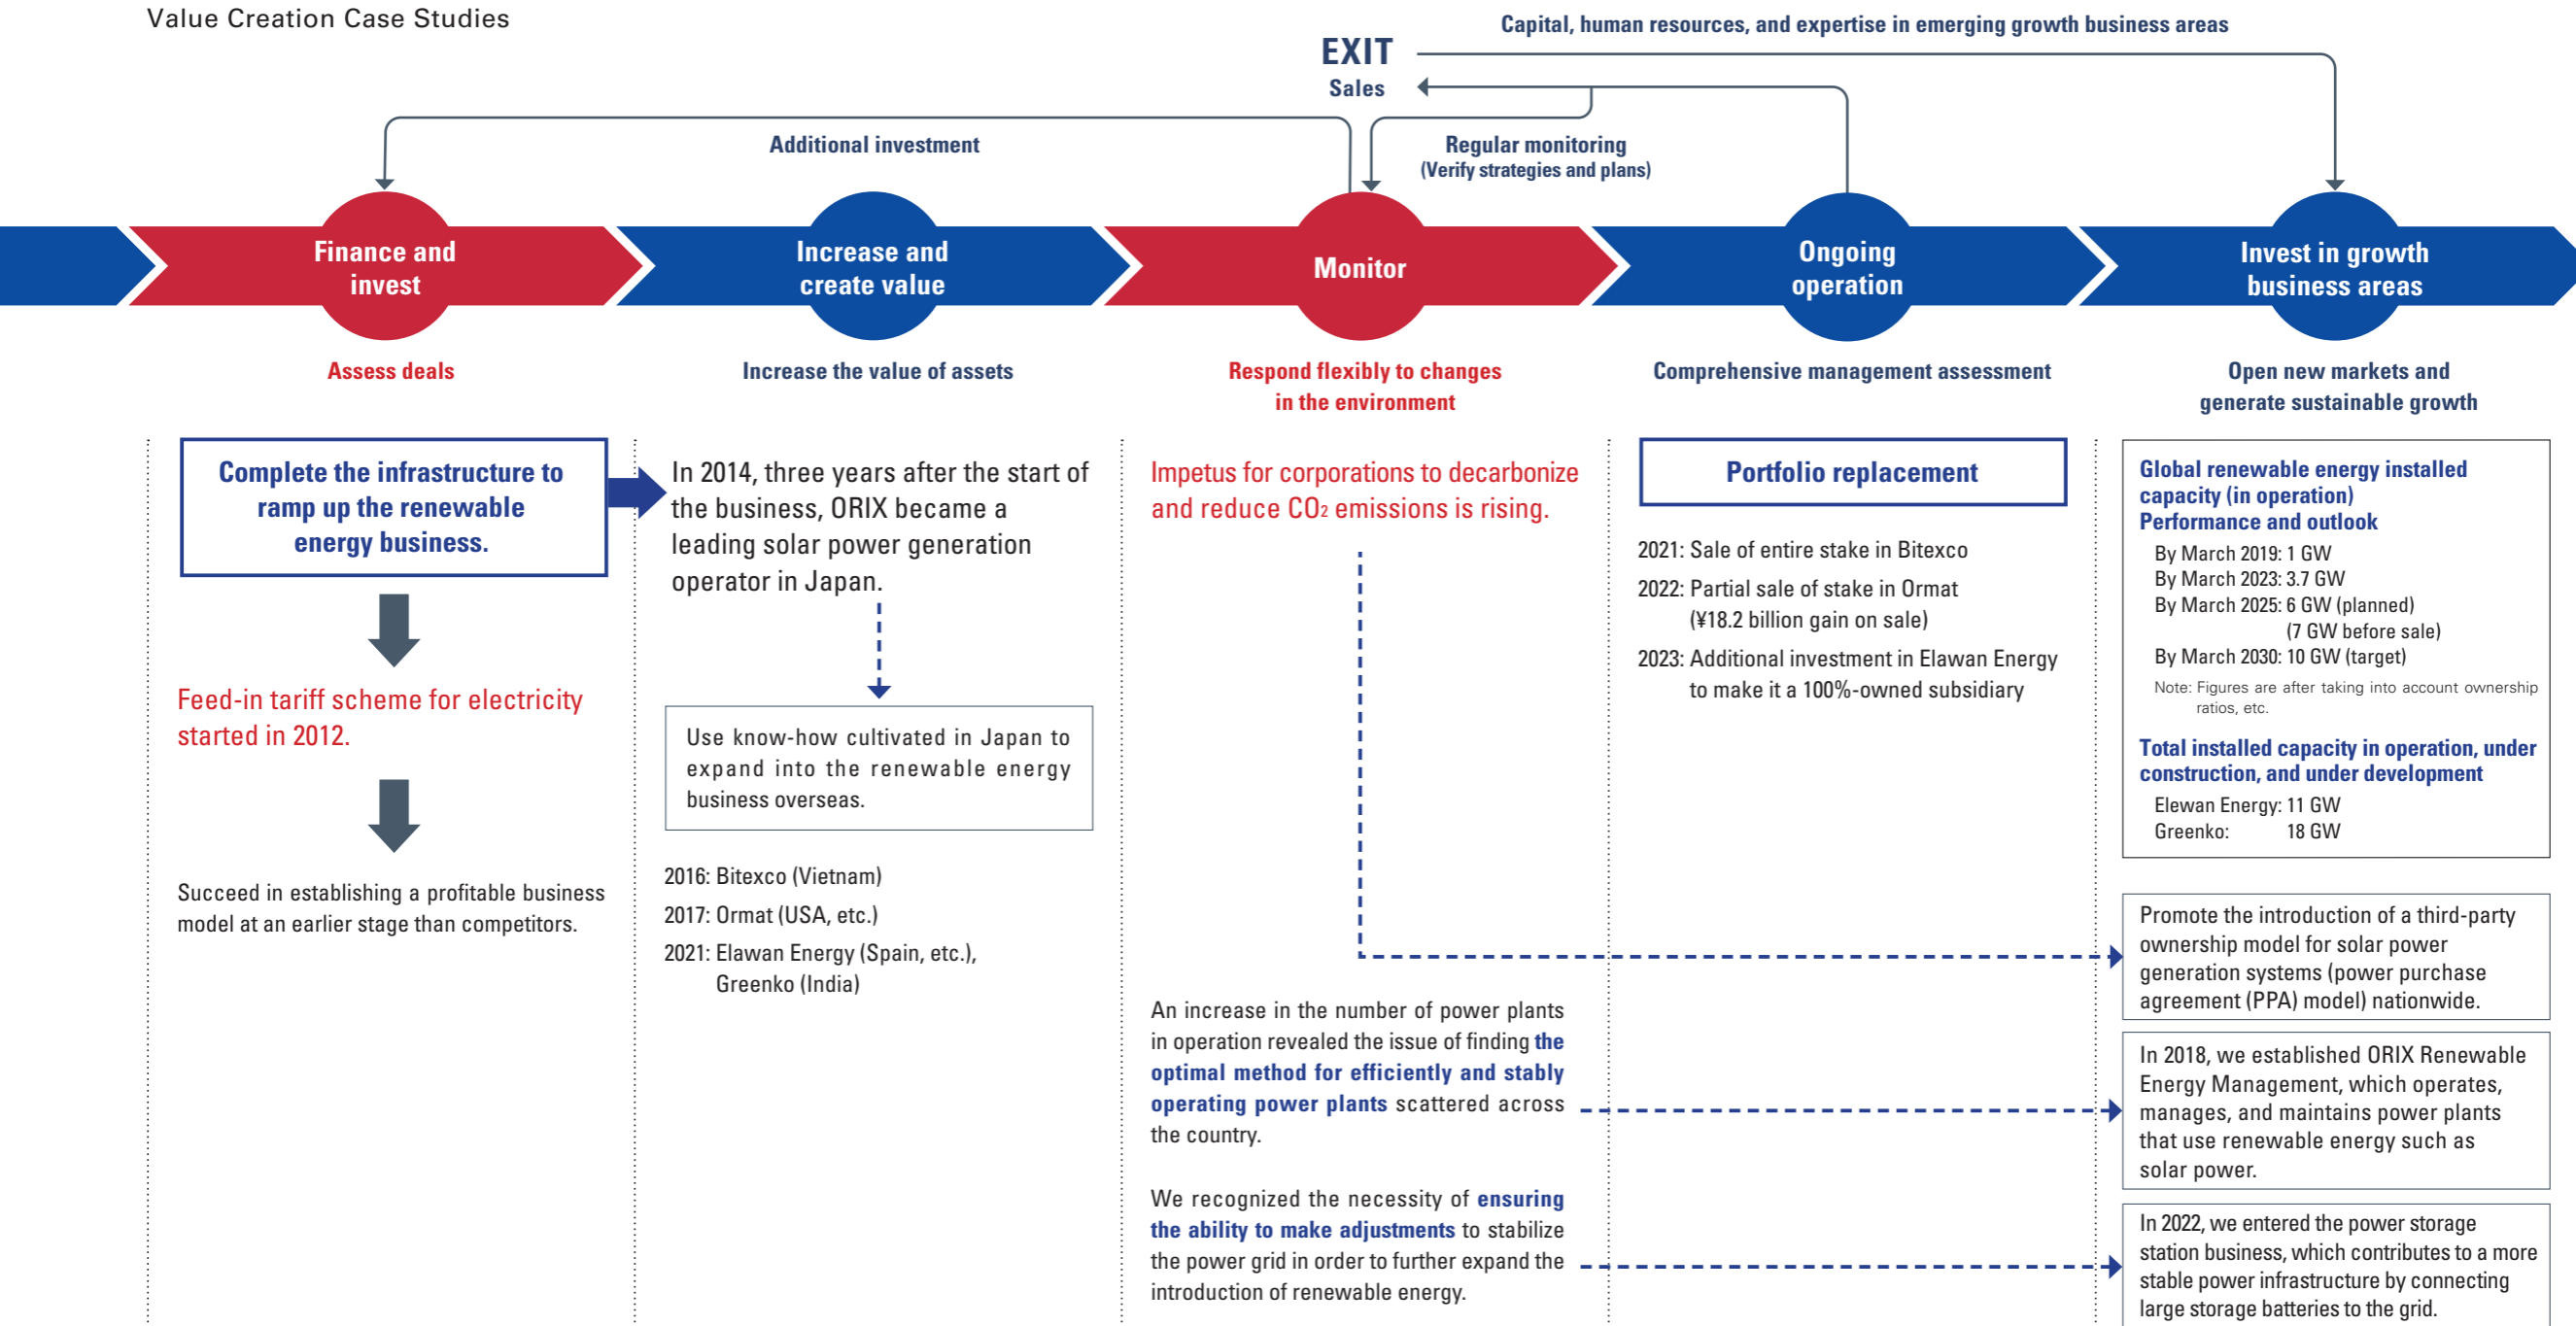 Value Creation Case Studies
Capital, human resources, and expertise in emerging growth business areas
EXIT
Sales
Additional investment
Regular monitoring
(Verify strategies and plans)
Finance and
invest
Increase and
create value
Monitor
Ongoing
operation
Invest in growth
business areas
Assess deals
Increase the value of assets
Respond flexibly to changes
in the environment
Comprehensive management assessment
Open new markets and
generate sustainable growth
Complete the infrastructure to
ramp up the renewable
energy business.
Feed-in tariff scheme for electricity
started in 2012.
Succeed in establishing a profitable business
model at an earlier stage than competitors.
In 2014, three years after the start of
the business, ORIX became a
leading solar power generation
operator in Japan.
Use know-how cultivated in Japan to
expand into the renewable energy
business overseas.
2016: Bitexco (Vietnam)
2017: Ormat (USA, etc.)
2021: Elawan Energy (Spain, etc.),
Greenko (India)
Impetus for corporations to decarbonize
and reduce CO2 emissions is rising.
An increase in the number of power plants
in operation revealed the issue of finding the
optimal method for efficiently and stably
operating power plants scattered across
the country.
We recognized the necessity of ensuring
the ability to make adjustments to stabilize
the power grid in order to further expand the
introduction of renewable energy.
Portfolio replacement
2021: Sale of entire stake in Bitexco
2022: Partial sale of stake in Ormat
(¥18.2 billion gain on sale)
2023: Additional investment in Elawan Energy
to make it a 100%-owned subsidiary
Global renewable energy installed
capacity (in operation)
Performance and outlook
By March 2019: 1 GW
By March 2023: 3.7 GW
By March 2025: 6 GW (planned)
(7 GW before sale)
By March 2030: 10 GW (target)
Note: Figures are after taking into account ownership
ratios, etc.
Total installed capacity in operation, under
construction, and under development
Elewan Energy: 11 GW
Greenko: 18 GW
Promote the introduction of a third-party
ownership model for solar power
generation systems (power purchase
agreement (PPA) model) nationwide.
In 2018, we established ORIX Renewable
Energy Management, which operates,
manages, and maintains power plants
that use renewable energy such as
solar power.
In 2022, we entered the power storage
station business, which contributes to a more
stable power infrastructure by connecting
large storage batteries to the grid.